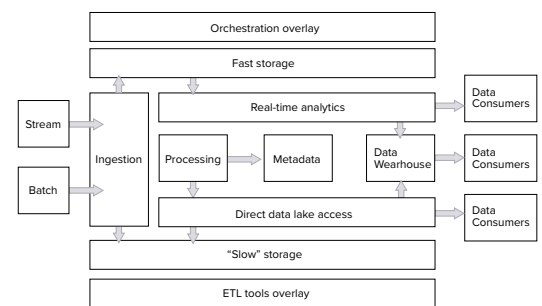 Orchestration overlay
Fast storage
Real-time analytics
Data
Consumers
Stream
Ingestion
Processing
Metadata
Data
Wearhouse
Data
Consumers
Batch
Direct data lake access
Data
Consumers
“Slow” storage
ETL tools overlay